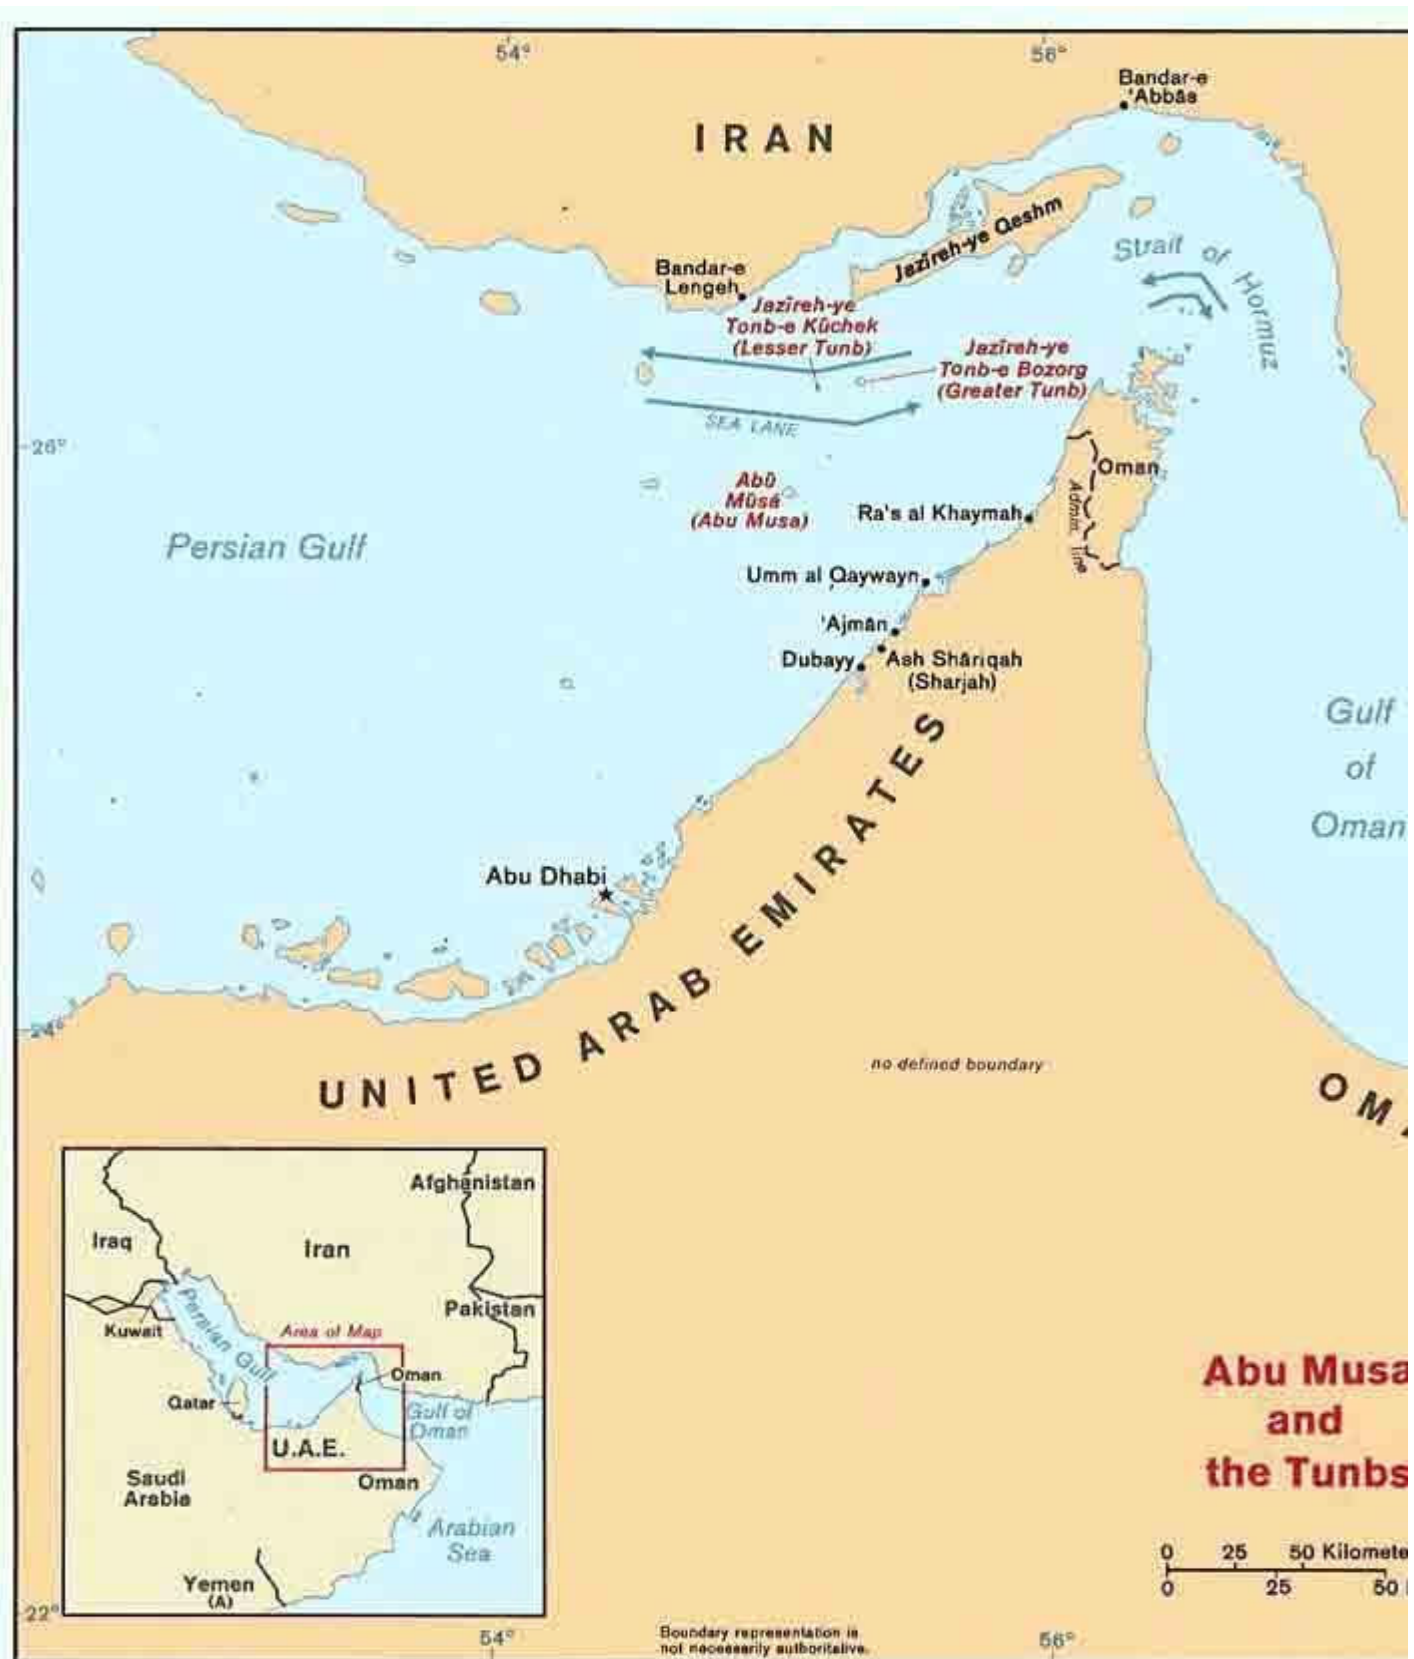 54°
56°
Bandar-e
'Abbās
IRAN
Jazīreh-ye Qeshm
Strait of Hormuz
Bandar-e
Lengeh
Jazīreh-ye
Tonb-e Kūchek
(Lesser Tunb)
Jazīreh-ye
Tonb-e Bozorg
(Greater Tunb)
SEA LANE
26°
Oman
Admin. line
Abū
Mūsá
(Abu Musa)
Ra's al Khaymah
Persian Gulf
Umm al Qaywayn
'Ajmān
Dubayy
Ash Shāriqah
(Sharjah)
Gulf
of
Oman
Abu Dhabi
24°
UNITED ARAB EMIRATES
no defined boundary
OMA
Afghanistan
Iraq
Iran
Pakistan
Kuwait
Persian Gulf
Area of Map
Oman
Qatar
Gulf of
Oman
U.A.E.
Saudi
Arabia
Oman
Arabian
Sea
Yemen
(A)
Abu Musa
and
the Tunbs
0 25 50 Kilomete
0 25 50
22°
54°
56°
Boundary representation is
not necessarily authoritative.